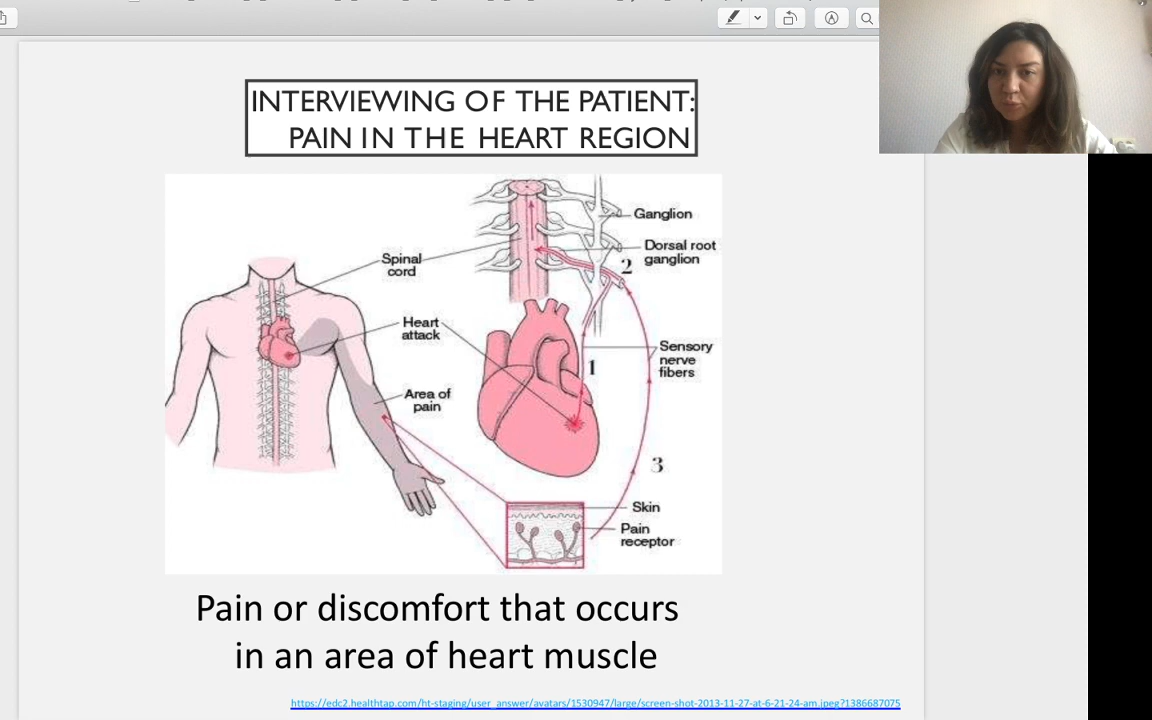 INTERVIEWING OF THE PATIENT:
PAIN IN THE HEART REGION
Ganglion
Dorsal root
ganglion
2
Spinal
cord
Heart
attack
Sensory
nerve
fibers
1
Area of
pain
3
Skin
Pain
receptor
Pain or discomfort that occurs
in an area of heart muscle
https://edc2.healthtap.com/ht-staging/user_answer/avatars/1530947/large/screen-shot-2013-11-27-at-6-21-24-am.jpeg?1386687075